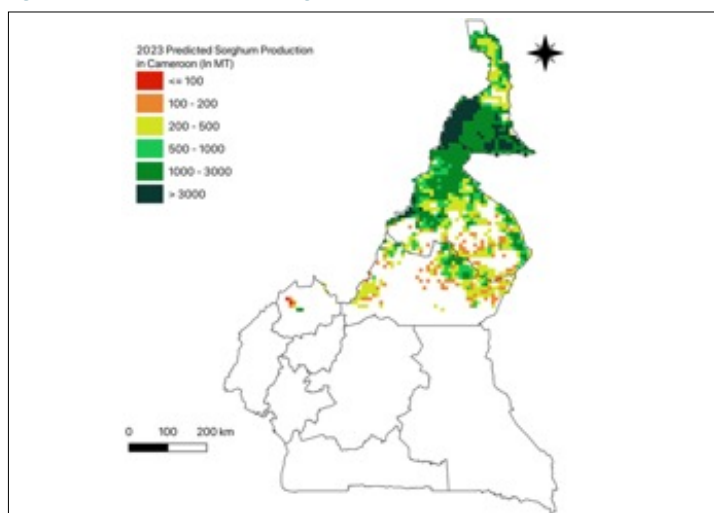 2023 Predicted Sorghum Production
in Cameroon (In MT)
<= 100
100 - 200
200 - 500
500 - 1000
1000 - 3000
> 3000
0 100 200 km